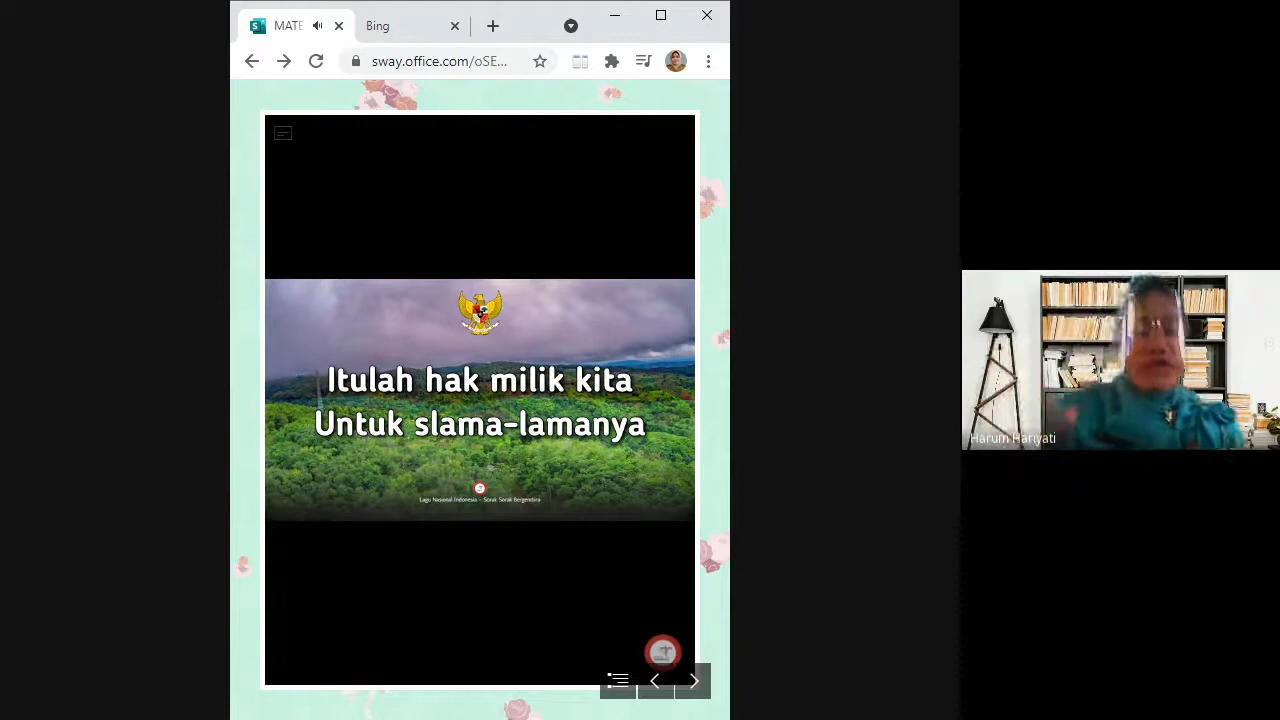 MATE
Bing
sway.office.com/oSE...
Itulah hak milik kita
Untuk slama-lamanya
Lagu Nasional Indonesia - Sorak Sorak Bergembira
Harum Hariyati